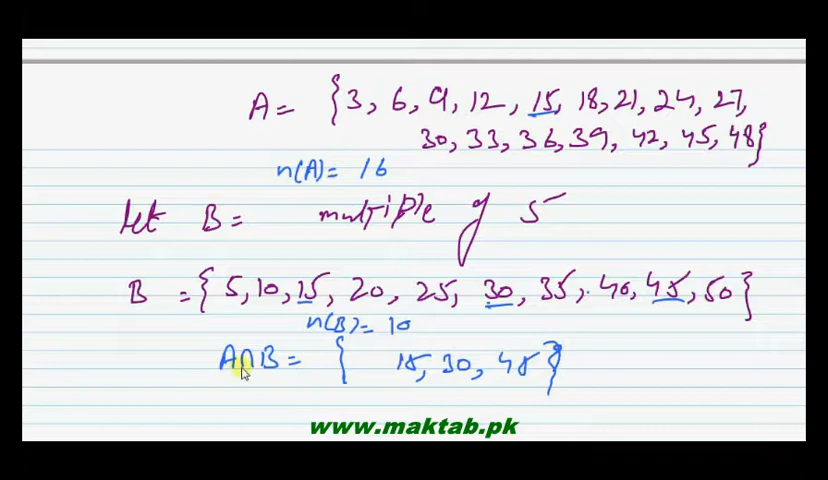 A = {3, 6, 9, 12, 15, 18, 21, 24, 27,
30, 33, 36, 39, 42, 45, 48}
n(A) = 16
let B = multiple of 5
B = {5, 10, 15, 20, 25, 30, 35, 40, 45, 50}
n(B) = 10
A∩B = { 15, 30, 45}
www.maktab.pk